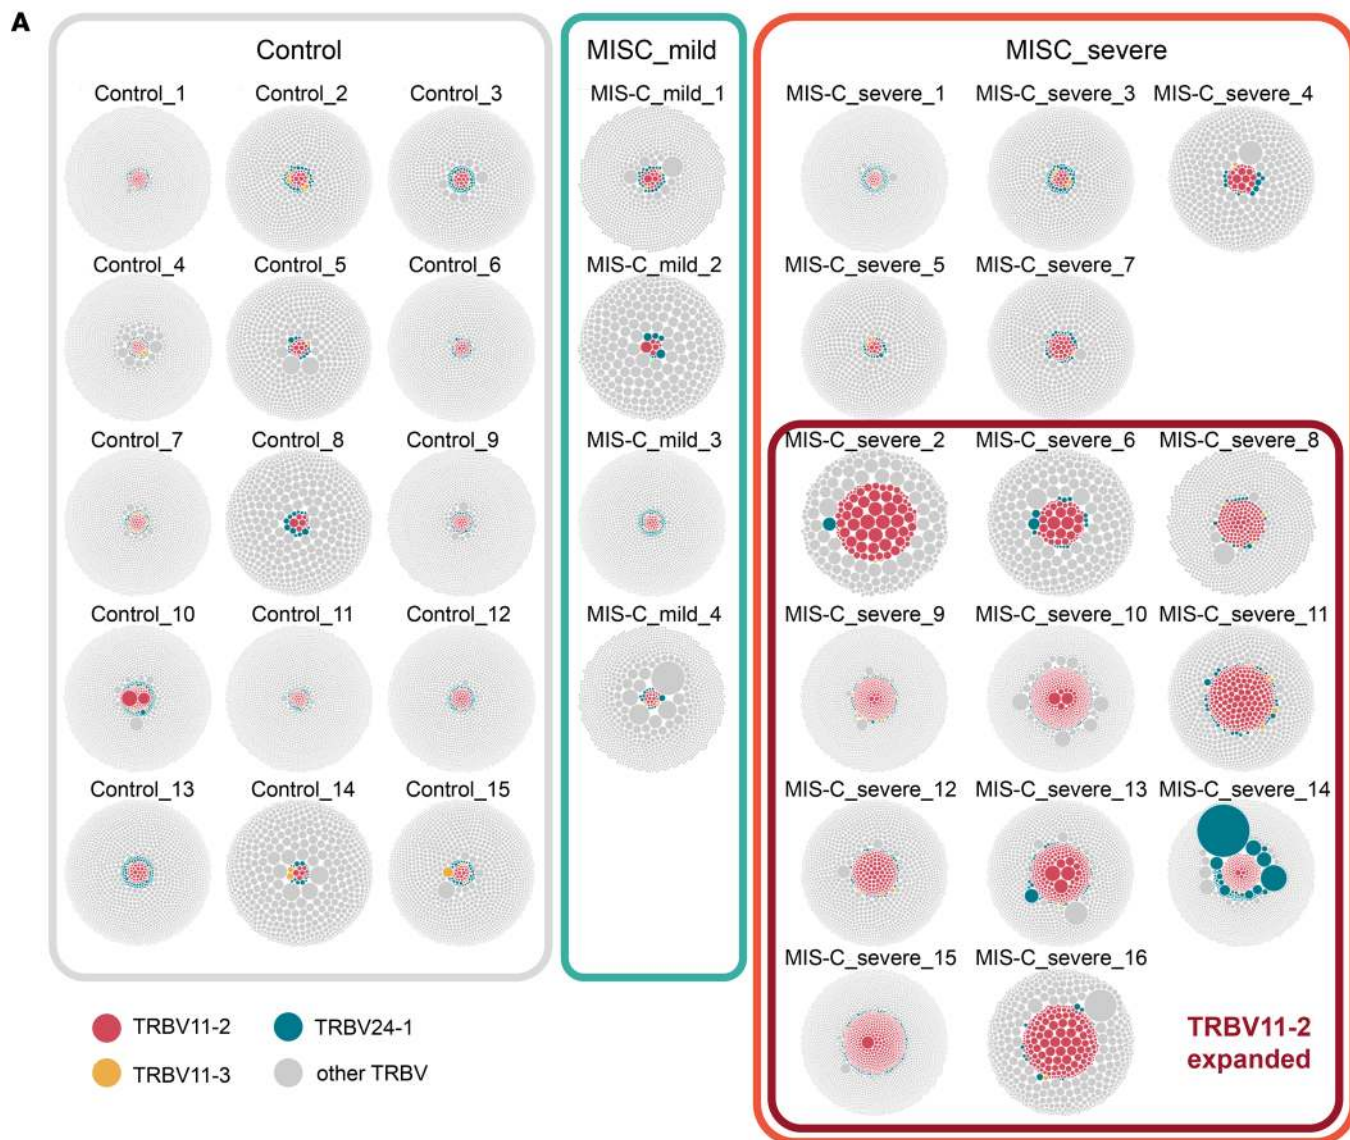 A
Control
MISC_mild
MISC_severe
Control_1
Control_2
Control_3
MIS-C_mild_1
MIS-C_severe_1
MIS-C_severe_3
MIS-C_severe_4
Control_4
Control_5
Control_6
MIS-C_mild_2
MIS-C_severe_5
MIS-C_severe_7
Control_7
Control_8
Control_9
MIS-C_mild_3
MIS-C_severe_2
MIS-C_severe_6
MIS-C_severe_8
Control_10
Control_11
Control_12
MIS-C_mild_4
MIS-C_severe_9
MIS-C_severe_10
MIS-C_severe_11
Control_13
Control_14
Control_15
MIS-C_severe_12
MIS-C_severe_13
MIS-C_severe_14
MIS-C_severe_15
MIS-C_severe_16
TRBV11-2
expanded
TRBV11-2
TRBV24-1
TRBV11-3
other TRBV